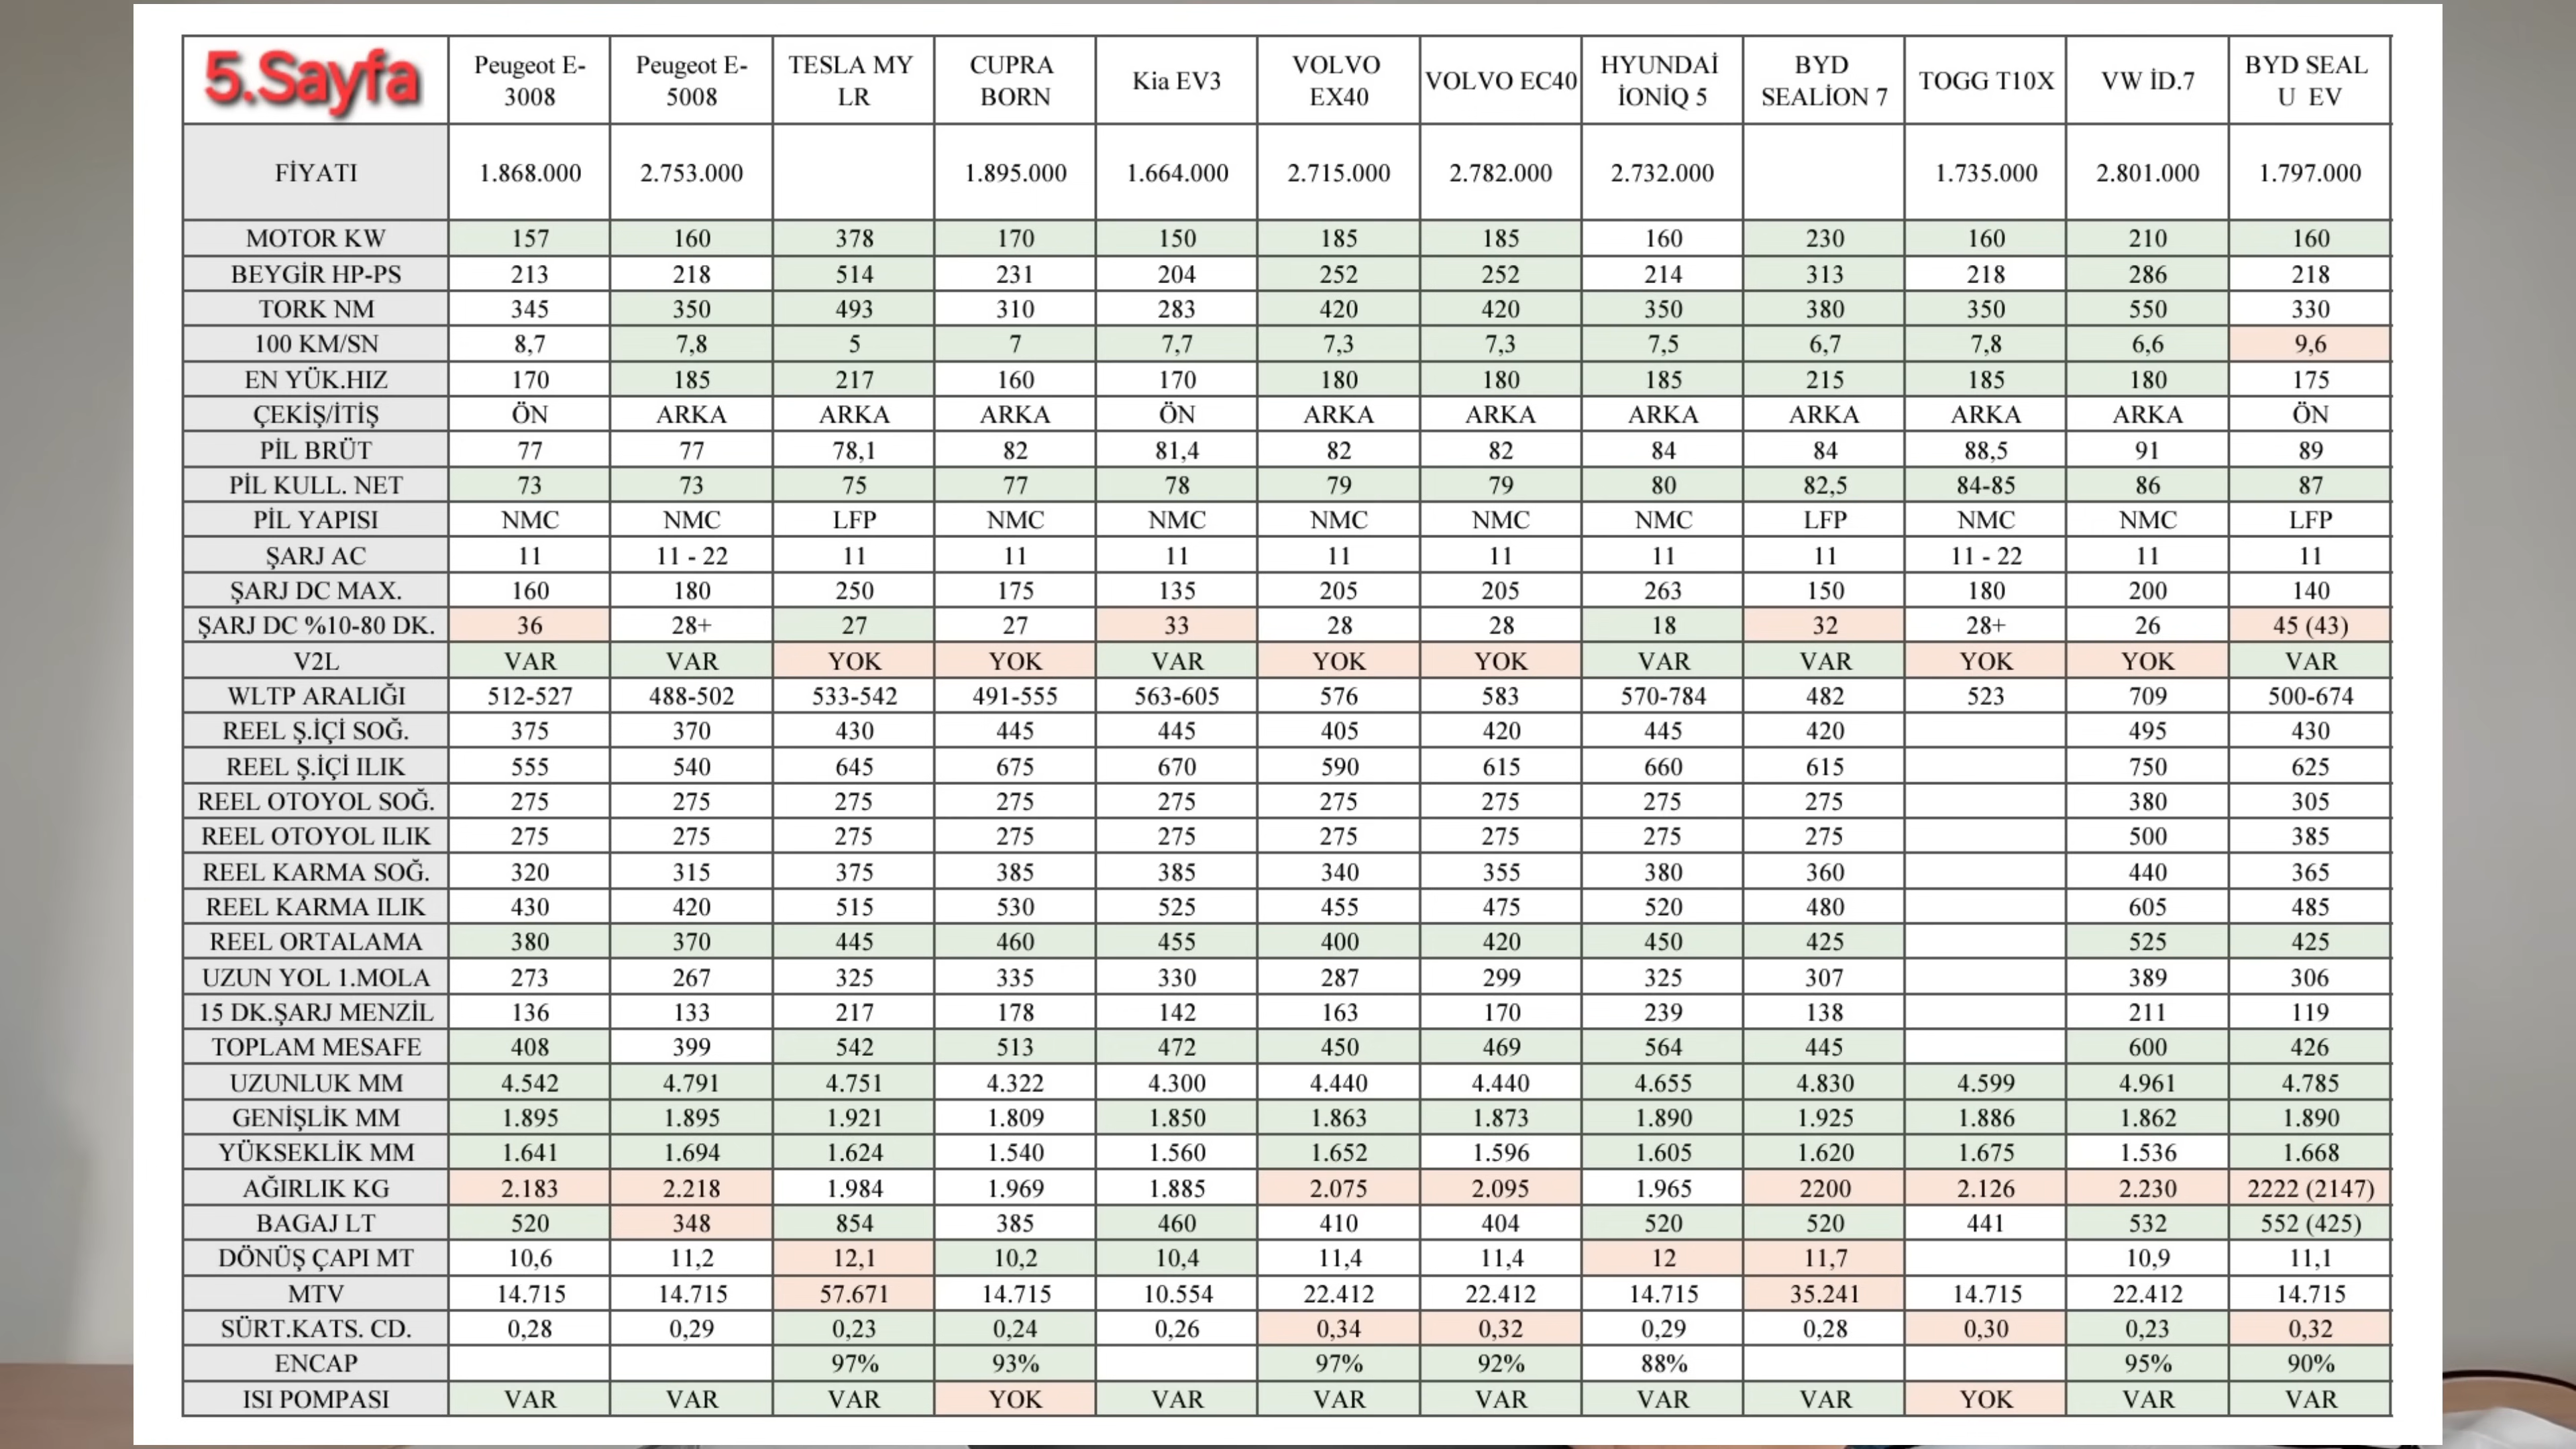 5.Sayfa Peugeot E-3008 Peugeot E-5008 TESLA MY LR CUPRA BORN Kia EV3 VOLVO EX40 VOLVO EC40 HYUNDAİ İONİQ 5 BYD SEALİON 7 TOGG T10X VW İD.7 BYD SEAL U EV
FİYATI 1.868.000 2.753.000 1.895.000 1.664.000 2.715.000 2.782.000 2.732.000 1.735.000 2.801.000 1.797.000
MOTOR KW 157 160 378 170 150 185 185 160 230 160 210 160
BEYGİR HP-PS 213 218 514 231 204 252 252 214 313 218 286 218
TORK NM 345 350 493 310 283 420 420 350 380 350 550 330
100 KM/SN 8,7 7,8 5 7 7,7 7,3 7,3 7,5 6,7 7,8 6,6 9,6
EN YÜK.HIZ 170 185 217 160 170 180 180 185 215 185 180 175
ÇEKİŞ/İTİŞ ÖN ARKA ARKA ARKA ÖN ARKA ARKA ARKA ARKA ARKA ARKA ÖN
PİL BRÜT 77 77 78,1 82 81,4 82 82 84 84 88,5 91 89
PİL KULL. NET 73 73 75 77 78 79 79 80 82,5 84-85 86 87
PİL YAPISI NMC NMC LFP NMC NMC NMC NMC NMC LFP NMC NMC LFP
ŞARJ AC 11 11 - 22 11 11 11 11 11 11 11 11 - 22 11 11
ŞARJ DC MAX. 160 180 250 175 135 205 205 263 150 180 200 140
ŞARJ DC %10-80 DK. 36 28+ 27 27 33 28 28 18 32 28+ 26 45 (43)
V2L VAR VAR YOK YOK VAR YOK YOK VAR VAR YOK YOK VAR
WLTP ARALIĞI 512-527 488-502 533-542 491-555 563-605 576 583 570-784 482 523 709 500-674
REEL Ş.İÇİ SOĞ. 375 370 430 445 445 405 420 445 420 495 430
REEL Ş.İÇİ ILIK 555 540 645 675 670 590 615 660 615 750 625
REEL OTOYOL SOĞ. 275 275 275 275 275 275 275 275 275 380 305
REEL OTOYOL ILIK 275 275 275 275 275 275 275 275 275 500 385
REEL KARMA SOĞ. 320 315 375 385 385 340 355 380 360 440 365
REEL KARMA ILIK 430 420 515 530 525 455 475 520 480 605 485
REEL ORTALAMA 380 370 445 460 455 400 420 450 425 525 425
UZUN YOL 1.MOLA 273 267 325 335 330 287 299 325 307 389 306
15 DK.ŞARJ MENZİL 136 133 217 178 142 163 170 239 138 211 119
TOPLAM MESAFE 408 399 542 513 472 450 469 564 445 600 426
UZUNLUK MM 4.542 4.791 4.751 4.322 4.300 4.440 4.440 4.655 4.830 4.599 4.961 4.785
GENİŞLİK MM 1.895 1.895 1.921 1.809 1.850 1.863 1.873 1.890 1.925 1.886 1.862 1.890
YÜKSEKLİK MM 1.641 1.694 1.624 1.540 1.560 1.652 1.596 1.605 1.620 1.675 1.536 1.668
AĞIRLIK KG 2.183 2.218 1.984 1.969 1.885 2.075 2.095 1.965 2200 2.126 2.230 2222 (2147)
BAGAJ LT 520 348 854 385 460 410 404 520 520 441 532 552 (425)
DÖNÜŞ ÇAPI MT 10,6 11,2 12,1 10,2 10,4 11,4 11,4 12 11,7 10,9 11,1
MTV 14.715 14.715 57.671 14.715 10.554 22.412 22.412 14.715 35.241 14.715 22.412 14.715
SÜRT.KATS. CD. 0,28 0,29 0,23 0,24 0,26 0,34 0,32 0,29 0,28 0,30 0,23 0,32
ENCAP 97% 93% 97% 92% 88% 95% 90%
ISI POMPASI VAR VAR VAR YOK VAR VAR VAR VAR VAR YOK VAR VAR